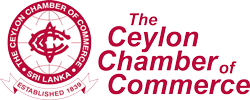 THE CEYLON CHAMBER OF COMMERCE
• SRI LANKA •
ESTABLISHED 1839
The
Ceylon
Chamber of
Commerce